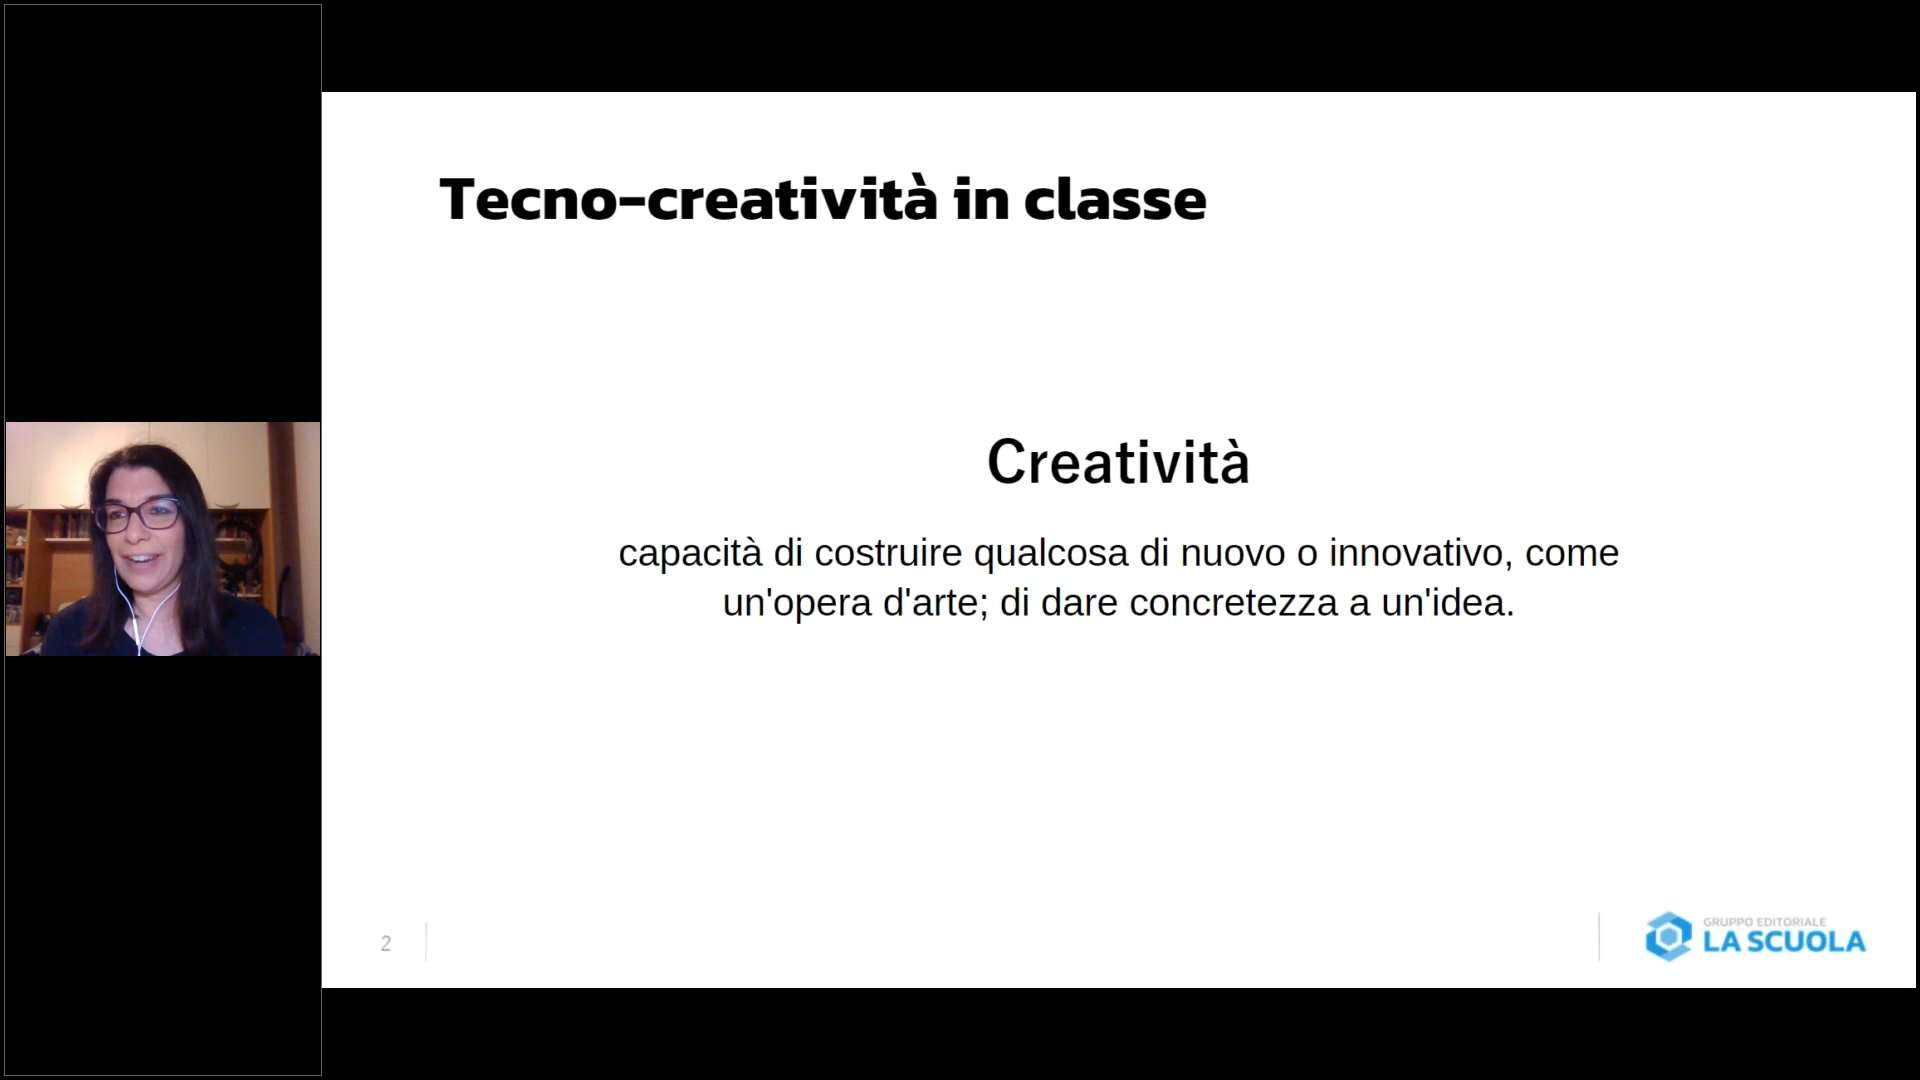 Tecno-creatività in classe
Creatività
capacità di costruire qualcosa di nuovo o innovativo, come
un'opera d'arte; di dare concretezza a un'idea.
2
GRUPPO EDITORIALE
LA SCUOLA